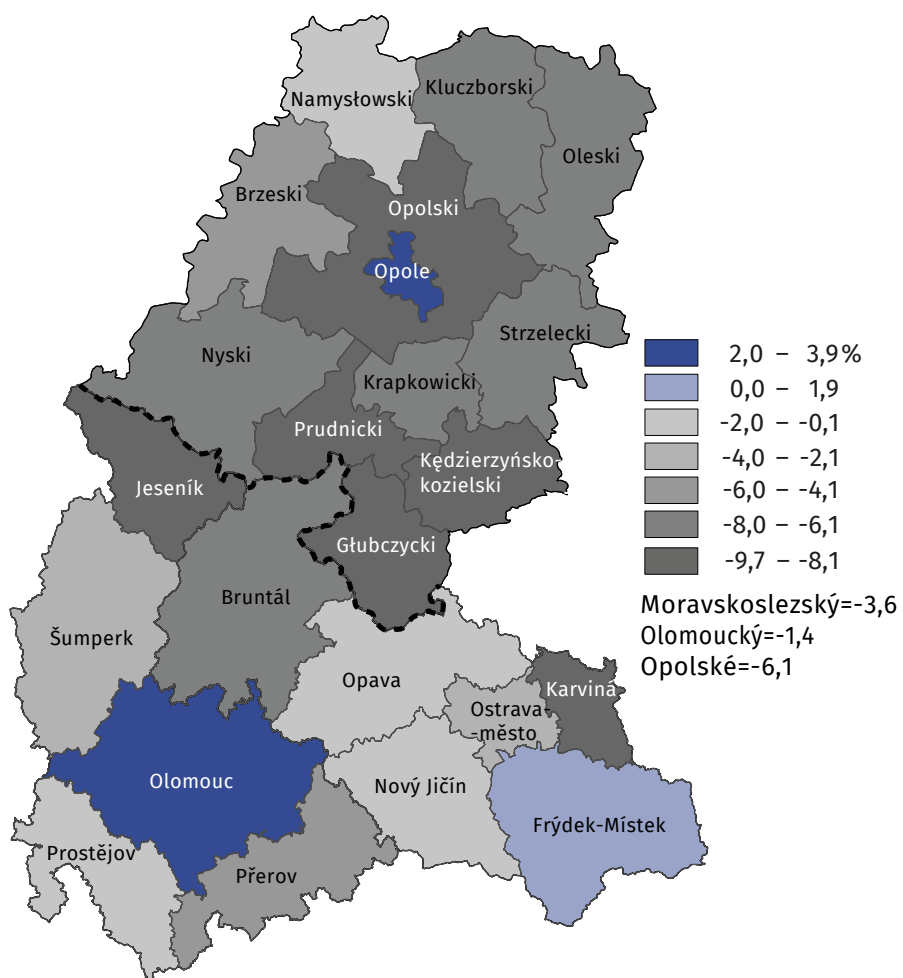 Namysłowski
Kluczborski
Oleski
Brzeski
Opolski
Opole
Strzelecki
Nyski
Krapkowicki
Prudnicki
Kędzierzyńsko-
kozielski
Jeseník
Głubczycki
Bruntál
Šumperk
Opava
Karviná
Ostrava-
-město
Olomouc
Nový Jičín
Frýdek-Místek
Prostějov
Přerov
2,0 – 3,9%
0,0 – 1,9
-2,0 – -0,1
-4,0 – -2,1
-6,0 – -4,1
-8,0 – -6,1
-9,7 – -8,1
Moravskoslezský=-3,6
Olomoucký=-1,4
Opolské=-6,1